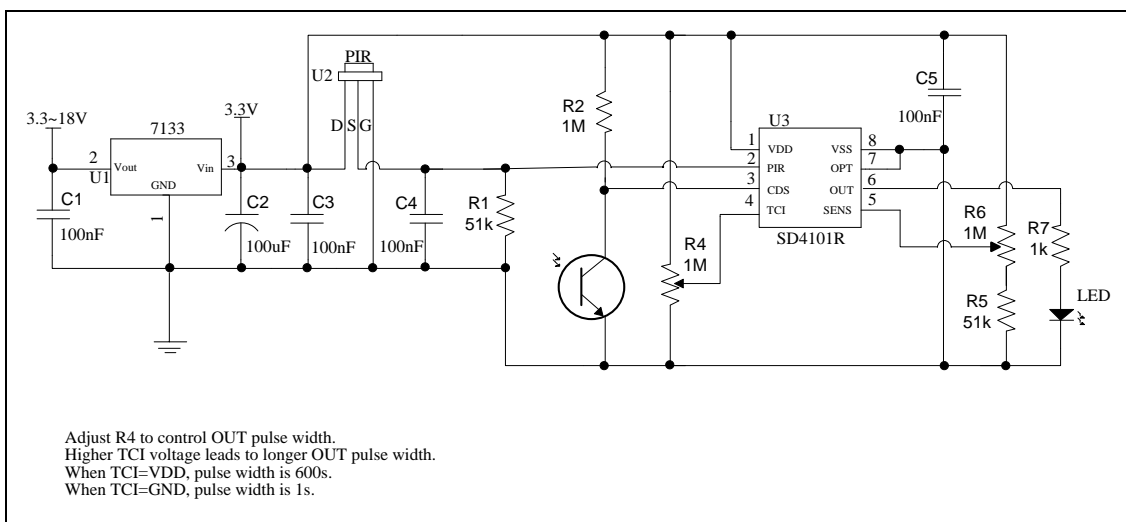 PIR
U2
3.3~18V
3.3V
7133
2
Vout
Vin
3
U1
GND
1
D S G
C1
100nF
C2
100uF
C3
100nF
C4
100nF
R1
51k
R2
1M
R4
1M
U3
1
VDD
VSS
8
2
PIR
OPT
7
3
CDS
OUT
6
4
TCI
SENS
5
SD4101R
C5
100nF
R6
1M
R7
1k
R5
51k
LED
Adjust R4 to control OUT pulse width.
Higher TCI voltage leads to longer OUT pulse width.
When TCI=VDD, pulse width is 600s.
When TCI=GND, pulse width is 1s.